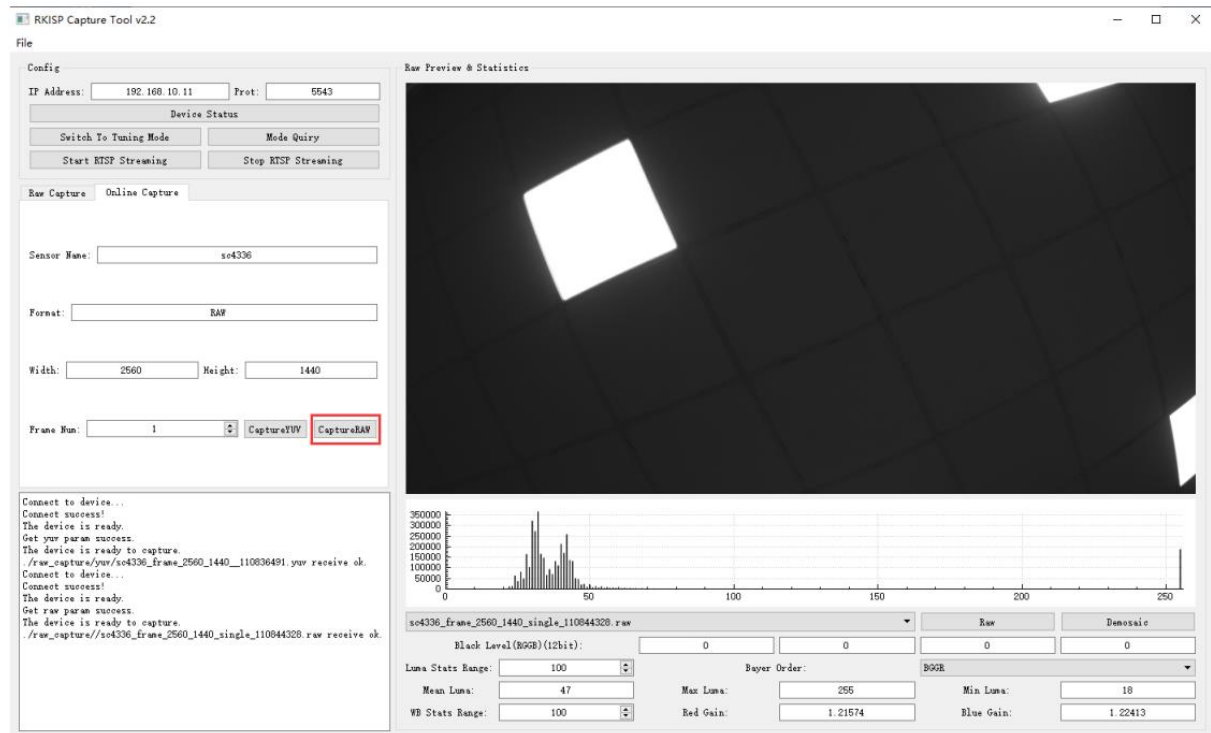 RKISP Capture Tool v2.2
File
Config
IP Address: 192.168.10.11 Prot: 5543
Device Status
Switch To Tuning Mode Mode Quiry
Start RTSP Streaming Stop RTSP Streaming
Raw Capture Online Capture
Sensor Name: sc4336
Format: RAW
Width: 2560 Height: 1440
Frame Num: 1 CaptureYUV CaptureRAW
Connect to device...
Connect success!
The device is ready.
Get yuv param success.
The device is ready to capture.
./raw_capture/yuv/sc4336_frame_2560_1440__110836491.yuv receive ok.
Connect to device...
Connect success!
The device is ready.
Get raw param success.
The device is ready to capture.
./raw_capture//sc4336_frame_2560_1440_single_110844328.raw receive ok.
Raw Preview & Statistics
350000
300000
250000
200000
150000
100000
50000
0
0 50 100 150 200 250
sc4336_frame_2560_1440_single_110844328.raw Raw Demosaic
Black Level(RGGB)(12bit): 0 0 0 0
Luma Stats Range: 100 Bayer Order: BGGR
Mean Luma: 47 Max Luma: 255 Min Luma: 18
WB Stats Range: 100 Red Gain: 1.21574 Blue Gain: 1.22413